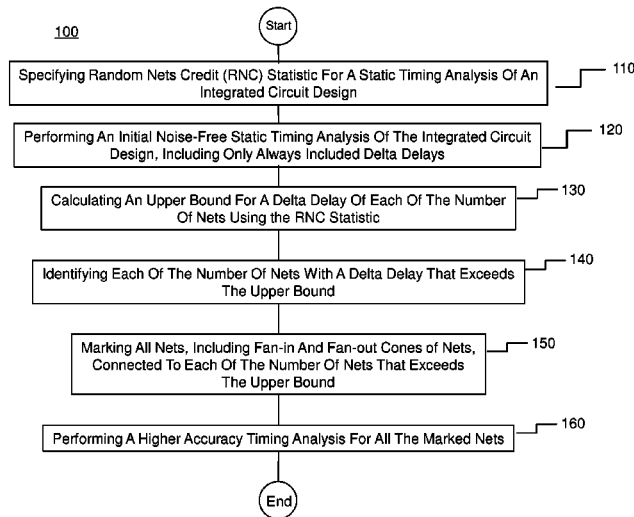 100
Start
Specifying Random Nets Credit (RNC) Statistic For A Static Timing Analysis Of An
Integrated Circuit Design
110
Performing An Initial Noise-Free Static Timing Analysis Of The Integrated Circuit
Design, Including Only Always Included Delta Delays
120
Calculating An Upper Bound For A Delta Delay Of Each Of The Number
Of Nets Using the RNC Statistic
130
Identifying Each Of The Number Of Nets With A Delta Delay That Exceeds
The Upper Bound
140
Marking All Nets, Including Fan-in And Fan-out Cones of Nets,
Connected To Each Of The Number Of Nets That Exceeds
The Upper Bound
150
Performing A Higher Accuracy Timing Analysis For All The Marked Nets
160
End